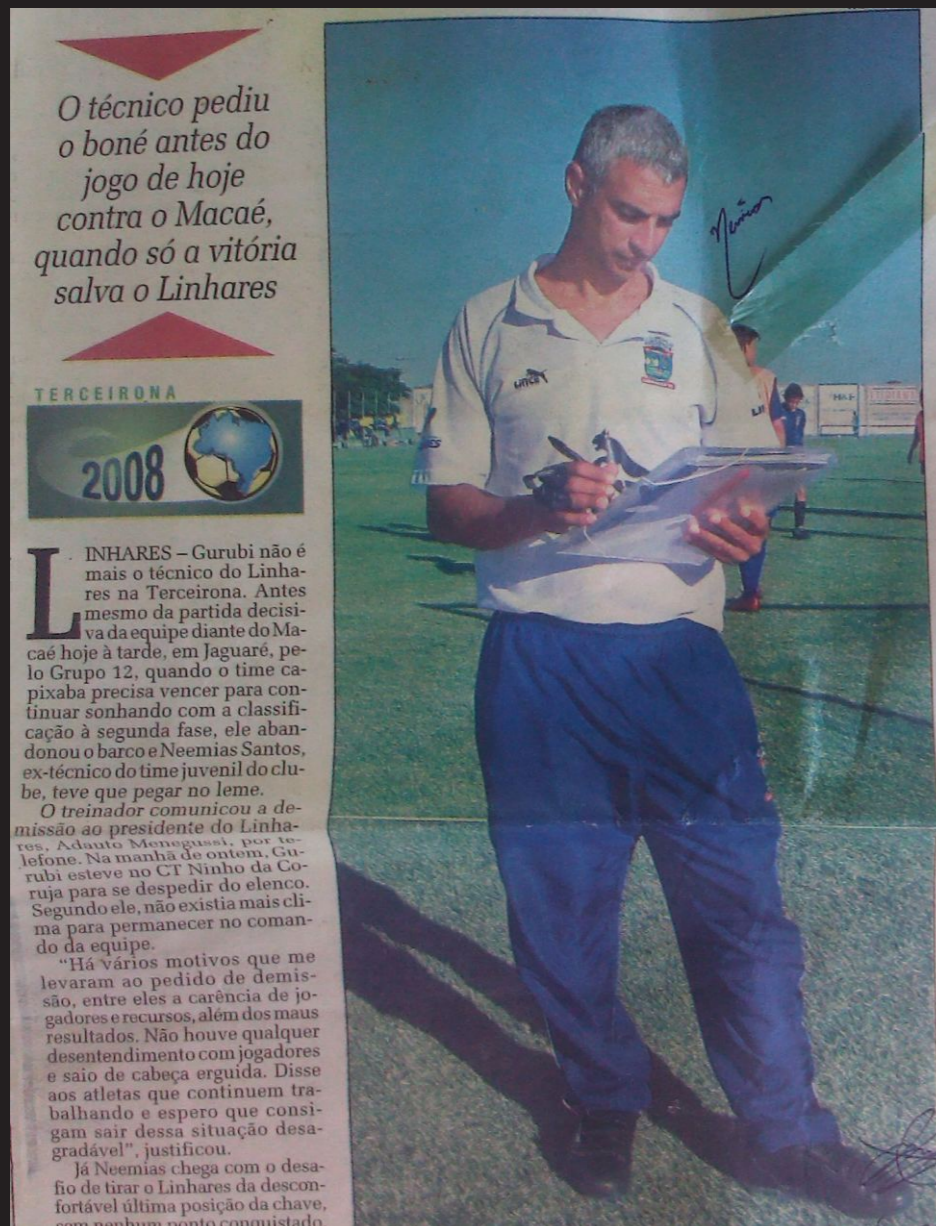 O técnico pediu
o boné antes do
jogo de hoje
contra o Macaé,
quando só a vitória
salva o Linhares
TERCEIRONA
2008
LINHARES – Gurubi não é
mais o técnico do Linha-
res na Terceirona. Antes
mesmo da partida decisi-
va da equipe diante do Ma-
caé hoje à tarde, em Jaguaré, pe-
lo Grupo 12, quando o time ca-
pixaba precisa vencer para con-
tinuar sonhando com a classifi-
cação à segunda fase, ele aban-
donou o barco e Neemias Santos,
ex-técnico do time juvenil do clu-
be, teve que pegar no leme.
O treinador comunicou a de-
missão ao presidente do Linha-
res, Adauto Menegussi, por te-
lefone. Na manhã de ontem, Gu-
rubi esteve no CT Ninho da Co-
ruja para se despedir do elenco.
Segundo ele, não existia mais cli-
ma para permanecer no coman-
do da equipe.
“Há vários motivos que me
levaram ao pedido de demis-
são, entre eles a carência de jo-
gadores e recursos, além dos maus
resultados. Não houve qualquer
desentendimento com jogadores
e saio de cabeça erguida. Disse
aos atletas que continuem tra-
balhando e espero que consi-
gam sair dessa situação desa-
gradável”, justificou.
Já Neemias chega com o desa-
fio de tirar o Linhares da descon-
fortável última posição da chave,
com nenhum ponto conquistado